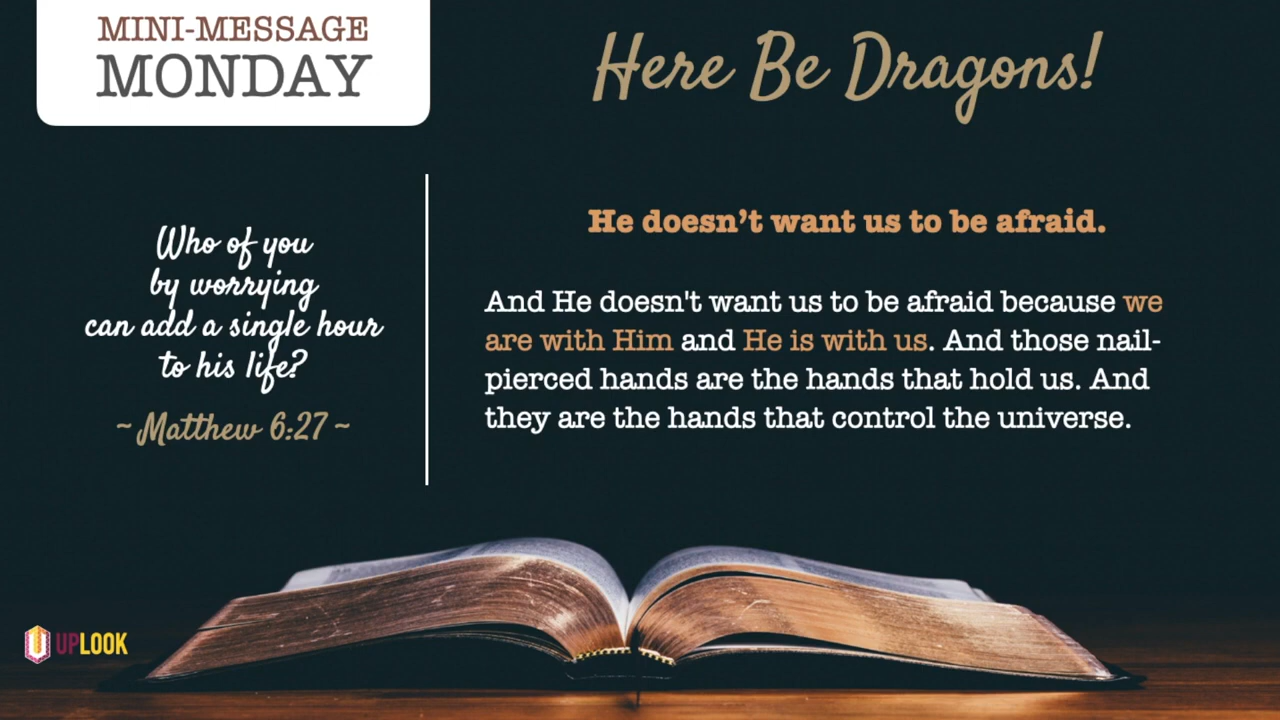 MINI-MESSAGE
MONDAY
Here Be Dragons!
Who of you
by worrying
can add a single hour
to his life?
~ Matthew 6:27 ~
He doesn’t want us to be afraid.
And He doesn't want us to be afraid because we
are with Him and He is with us. And those nail-
pierced hands are the hands that hold us. And
they are the hands that control the universe.
UPLOOK